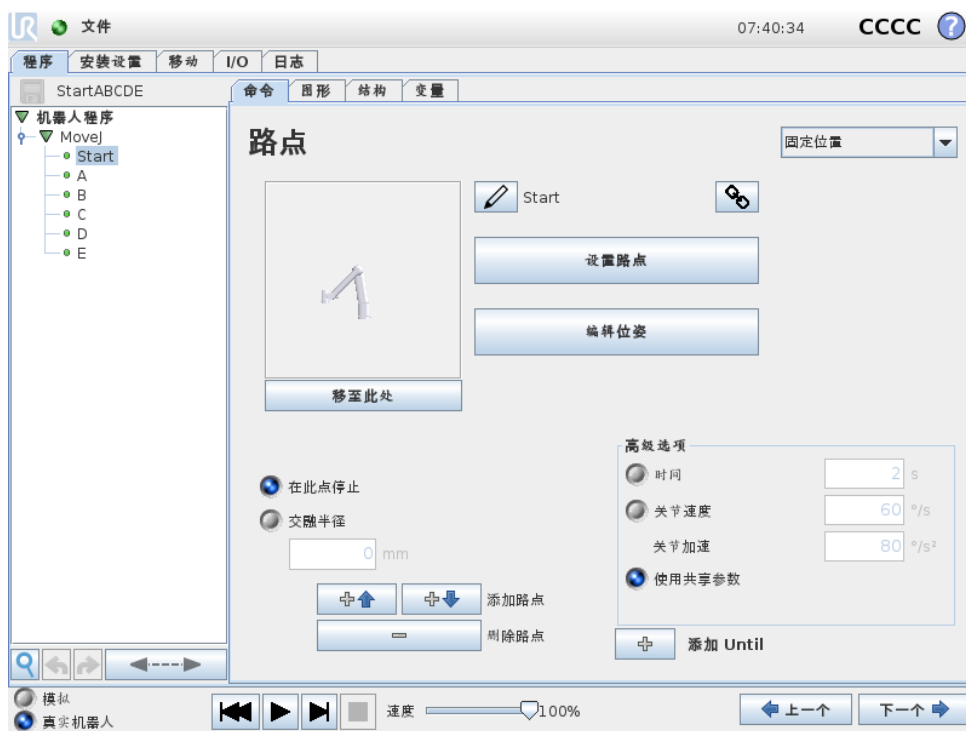 UR 文件 07:40:34 CCCC ?
程序 安装设置 移动 I/O 日志
StartABCDE
命令 图形 结构 变量
机器人程序
MoveJ
Start
A
B
C
D
E
路点
固定位置
Start
设置路点
编辑位姿
移至此处
在此点停止
交融半径
0 mm
添加路点
删除路点
高级选项
时间 2 s
关节速度 60 °/s
关节加速 80 °/s²
使用共享参数
添加 Until
模拟
真实机器人
速度 100%
上一个 下一个